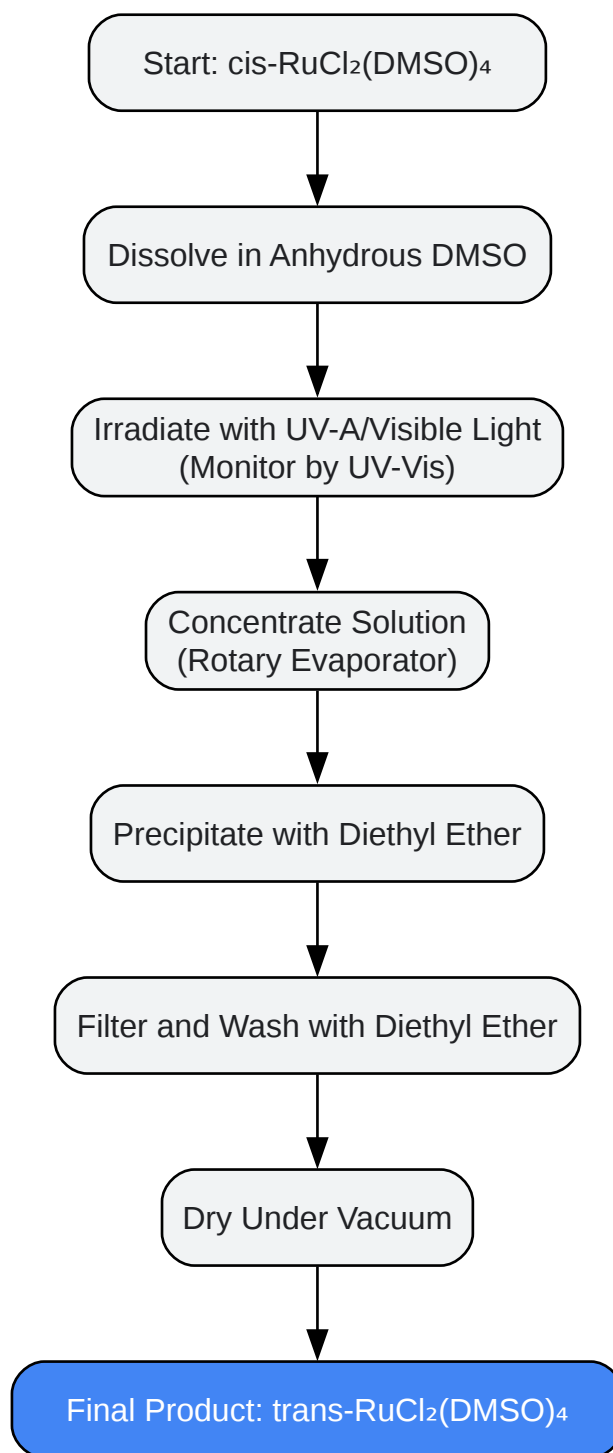 Start: cis-RuCl₂(DMSO)₄
Dissolve in Anhydrous DMSO
Irradiate with UV-A/Visible Light
(Monitor by UV-Vis)
Concentrate Solution
(Rotary Evaporator)
Precipitate with Diethyl Ether
Filter and Wash with Diethyl Ether
Dry Under Vacuum
Final Product: trans-RuCl₂(DMSO)₄